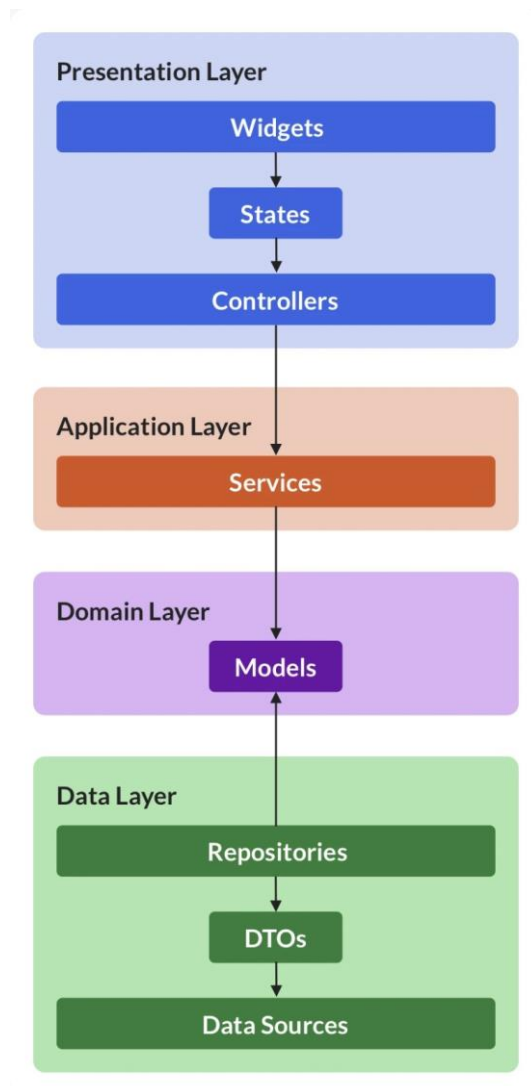 Presentation Layer
Widgets
States
Controllers
Application Layer
Services
Domain Layer
Models
Data Layer
Repositories
DTOs
Data Sources